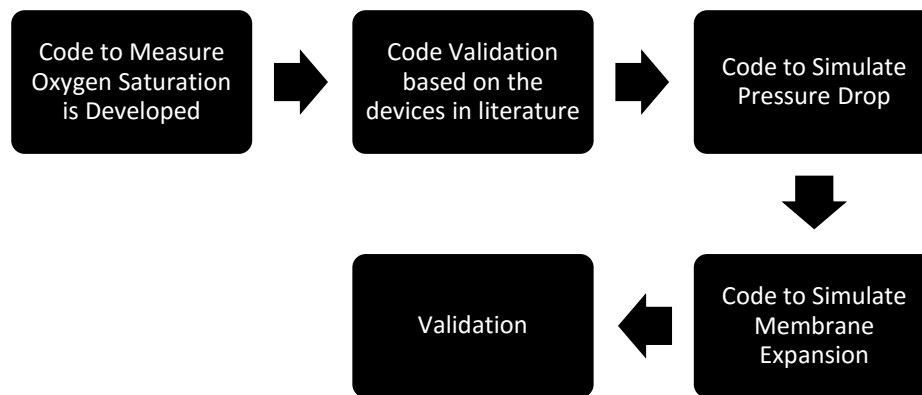 Code to Measure
Oxygen Saturation
is Developed
Code Validation
based on the
devices in literature
Code to Simulate
Pressure Drop
Code to Simulate
Membrane
Expansion
Validation